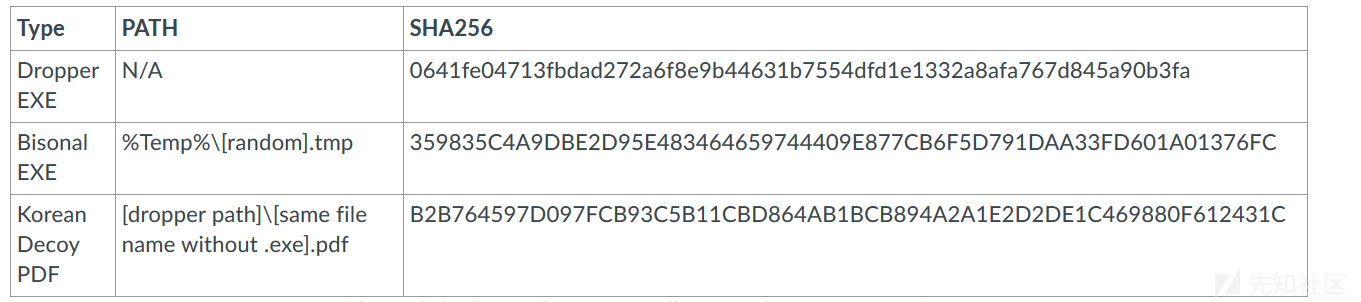 Type PATH SHA256
Dropper EXE N/A 0641fe04713fbdad272a6f8e9b44631b7554dfd1e1332a8afa767d845a90b3fa
Bisonal EXE %Temp%\[random].tmp 359835C4A9DBE2D95E483464659744409E877CB6F5D791DAA33FD601A01376FC
Korean Decoy PDF [dropper path]\[same file name without .exe].pdf B2B764597D097FCB93C5B11CBD864AB1BCB894A2A1E2D2DE1C469880F612431C
先知社区